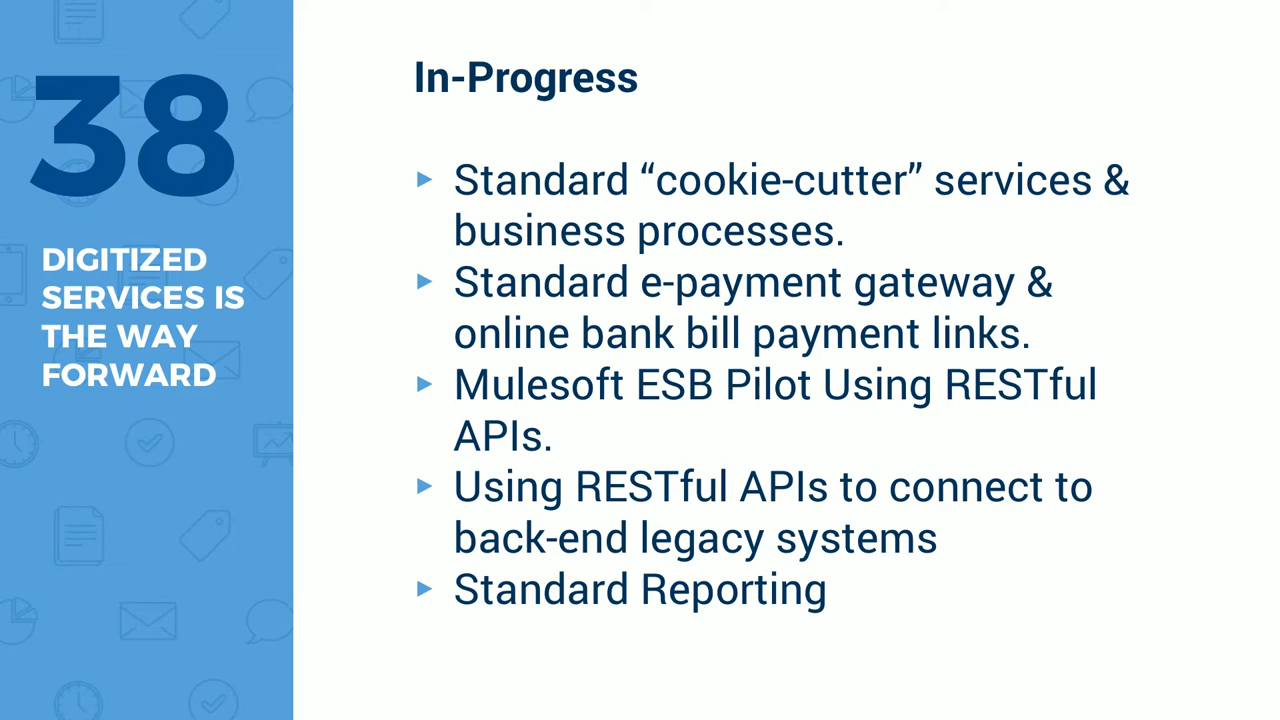 38
DIGITIZED
SERVICES IS
THE WAY
FORWARD
In-Progress
Standard “cookie-cutter” services &
business processes.
Standard e-payment gateway &
online bank bill payment links.
Mulesoft ESB Pilot Using RESTful
APIs.
Using RESTful APIs to connect to
back-end legacy systems
Standard Reporting